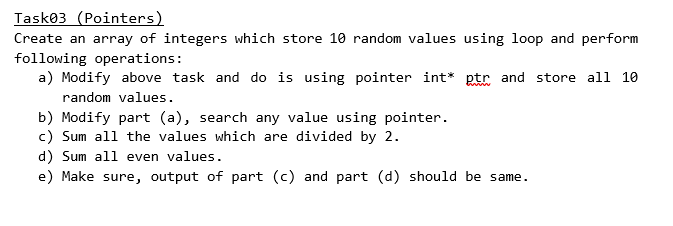 Task03 (Pointers)
Create an array of integers which store 10 random values using loop and perform
following operations:
a) Modify above task and do is using pointer int* ptr and store all 10
random values.
b) Modify part (a), search any value using pointer.
c) Sum all the values which are divided by 2.
d) Sum all even values.
e) Make sure, output of part (c) and part (d) should be same.